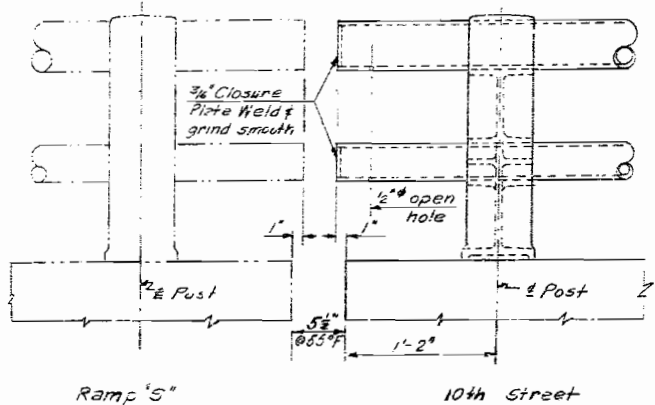 3/16" Closure
Plate Weld &
grind smooth
1/2" φ open
hole
1"
1"
℄ Post
℄ Post
5 1/2"
@55°F
1'-2"
Ramp "S"
10th Street